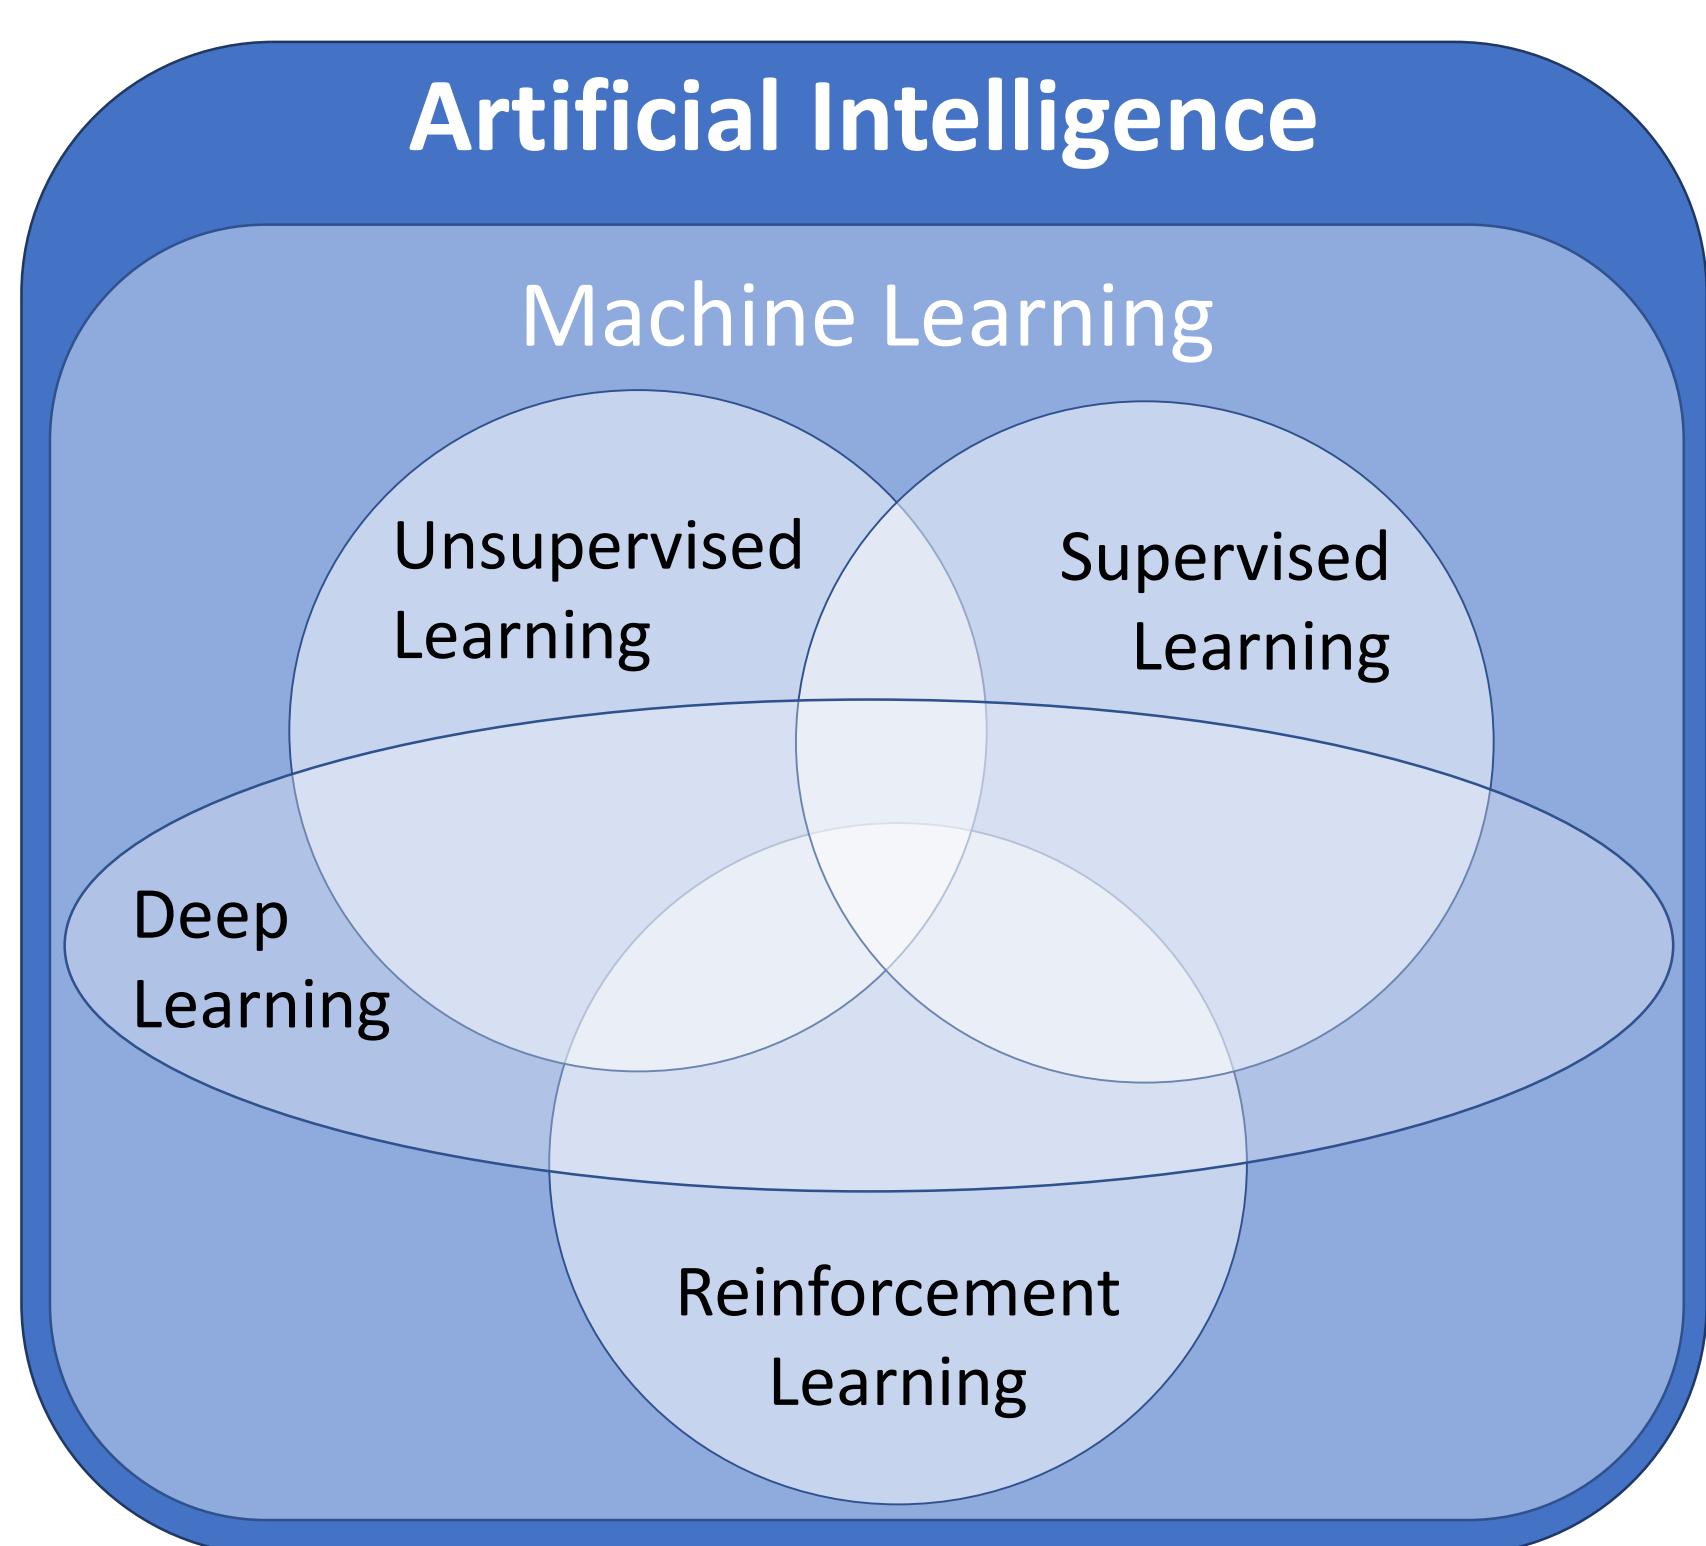 Artificial Intelligence
Machine Learning
Unsupervised
Learning
Supervised
Learning
Deep
Learning
Reinforcement
Learning